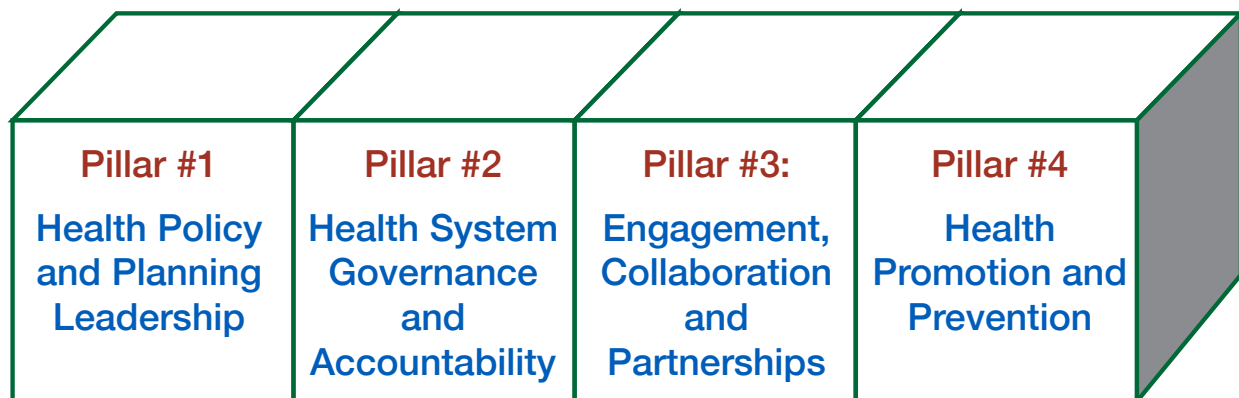 Pillar #1
Health Policy
and Planning
Leadership
Pillar #2
Health System
Governance
and
Accountability
Pillar #3:
Engagement,
Collaboration
and
Partnerships
Pillar #4
Health
Promotion and
Prevention